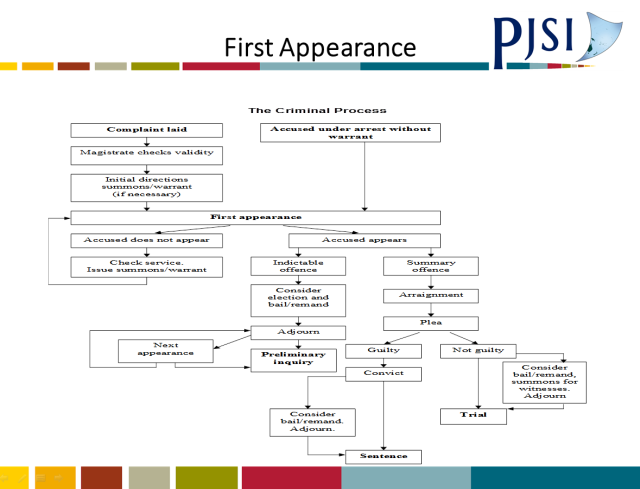 First Appearance
PJSI
The Criminal Process
Complaint laid
Accused under arrest without
warrant
Magistrate checks validity
Initial directions
summons/warrant
(if necessary)
First appearance
Accused does not appear
Accused appears
Check service.
Issue summons/warrant
Indictable
offence
Summary
offence
Consider
election and
bail/remand
Arraignment
Adjourn
Plea
Next
appearance
Preliminary
inquiry
Guilty
Not guilty
Convict
Consider
bail/remand,
summons for
witnesses.
Adjourn
Consider
bail/remand.
Adjourn.
Trial
Sentence